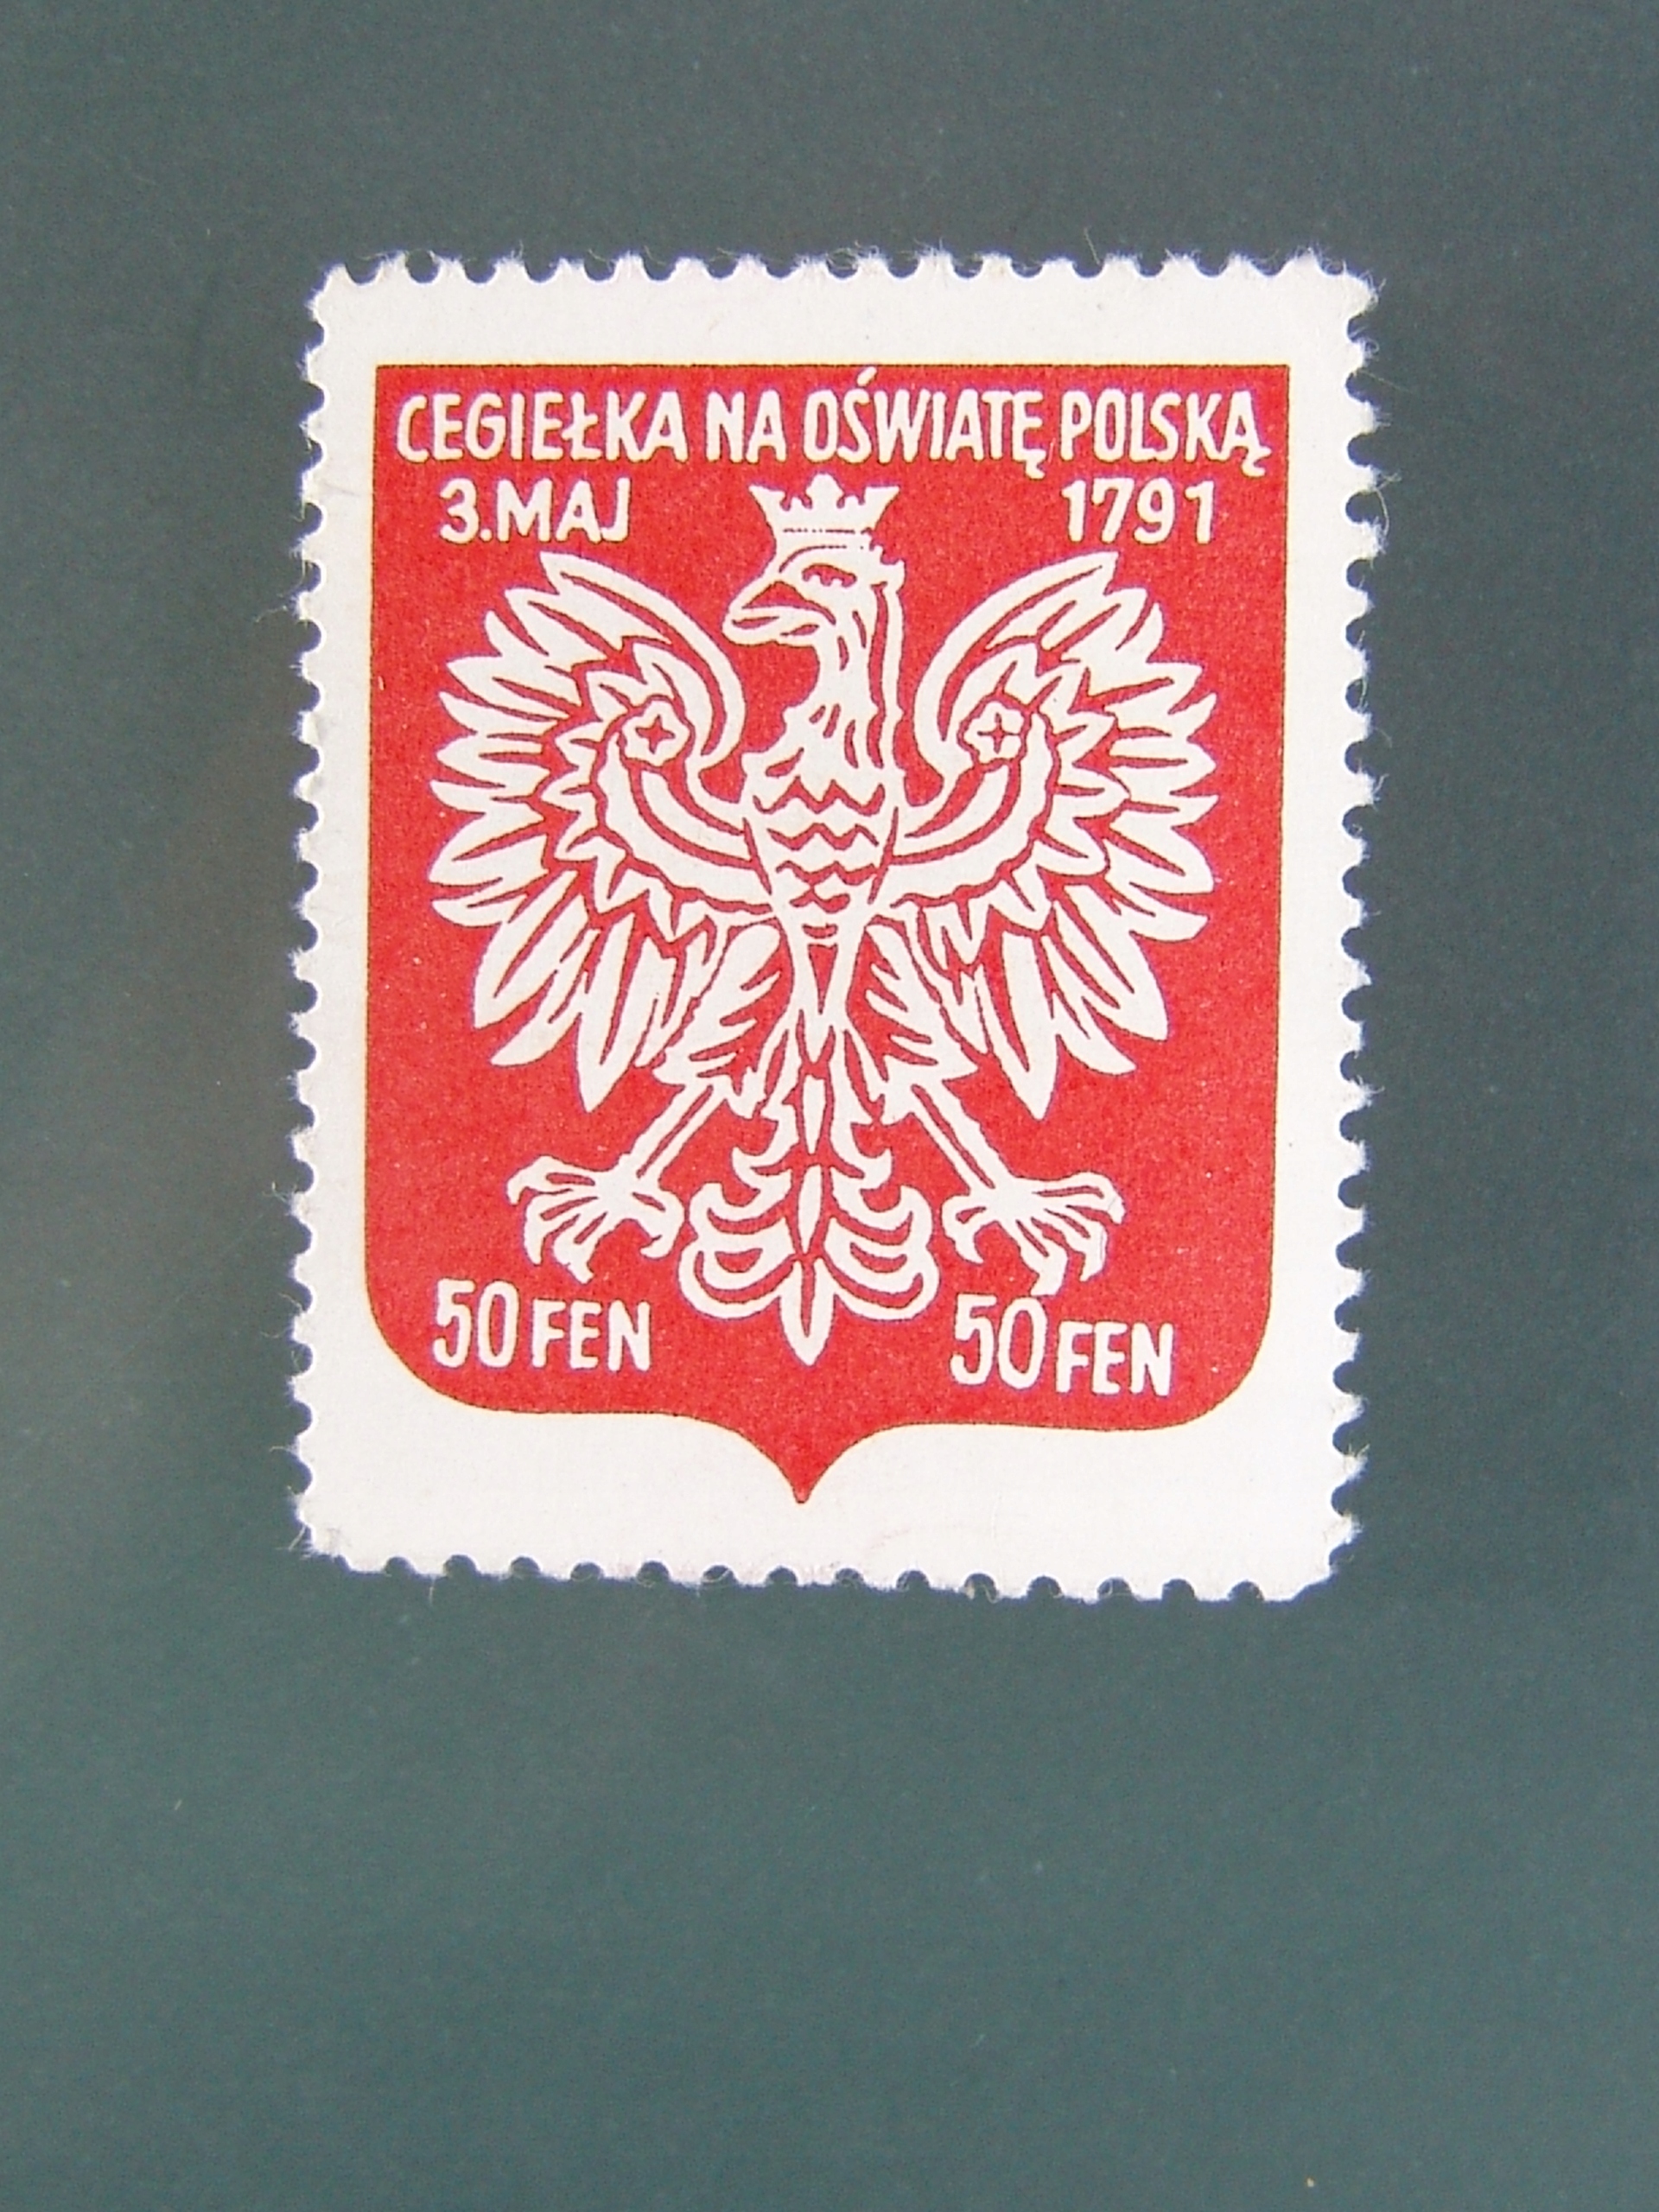 CEGIEŁKA NA OŚWIATĘ POLSKĄ
3.MAJ 1791
50 FEN 50 FEN